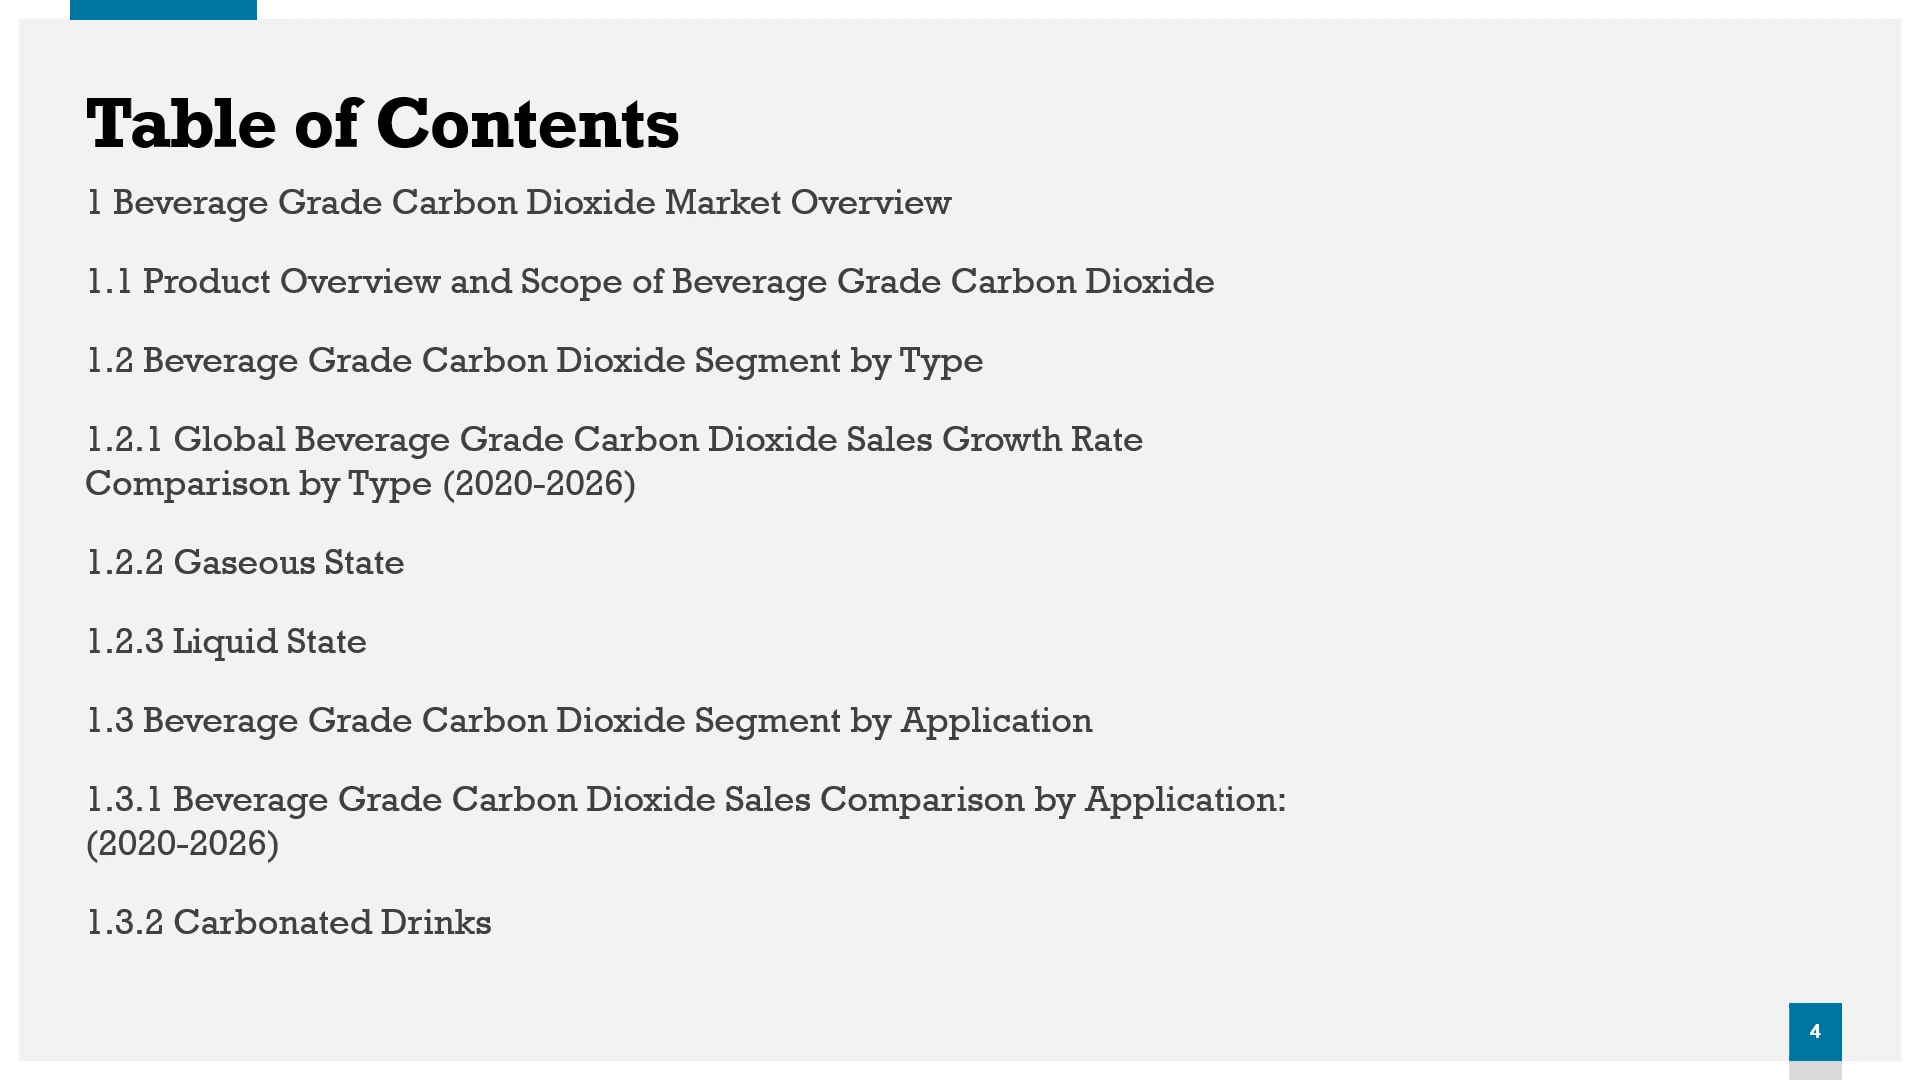 Table of Contents
1 Beverage Grade Carbon Dioxide Market Overview
1.1 Product Overview and Scope of Beverage Grade Carbon Dioxide
1.2 Beverage Grade Carbon Dioxide Segment by Type
1.2.1 Global Beverage Grade Carbon Dioxide Sales Growth Rate
Comparison by Type (2020-2026)
1.2.2 Gaseous State
1.2.3 Liquid State
1.3 Beverage Grade Carbon Dioxide Segment by Application
1.3.1 Beverage Grade Carbon Dioxide Sales Comparison by Application:
(2020-2026)
1.3.2 Carbonated Drinks
4